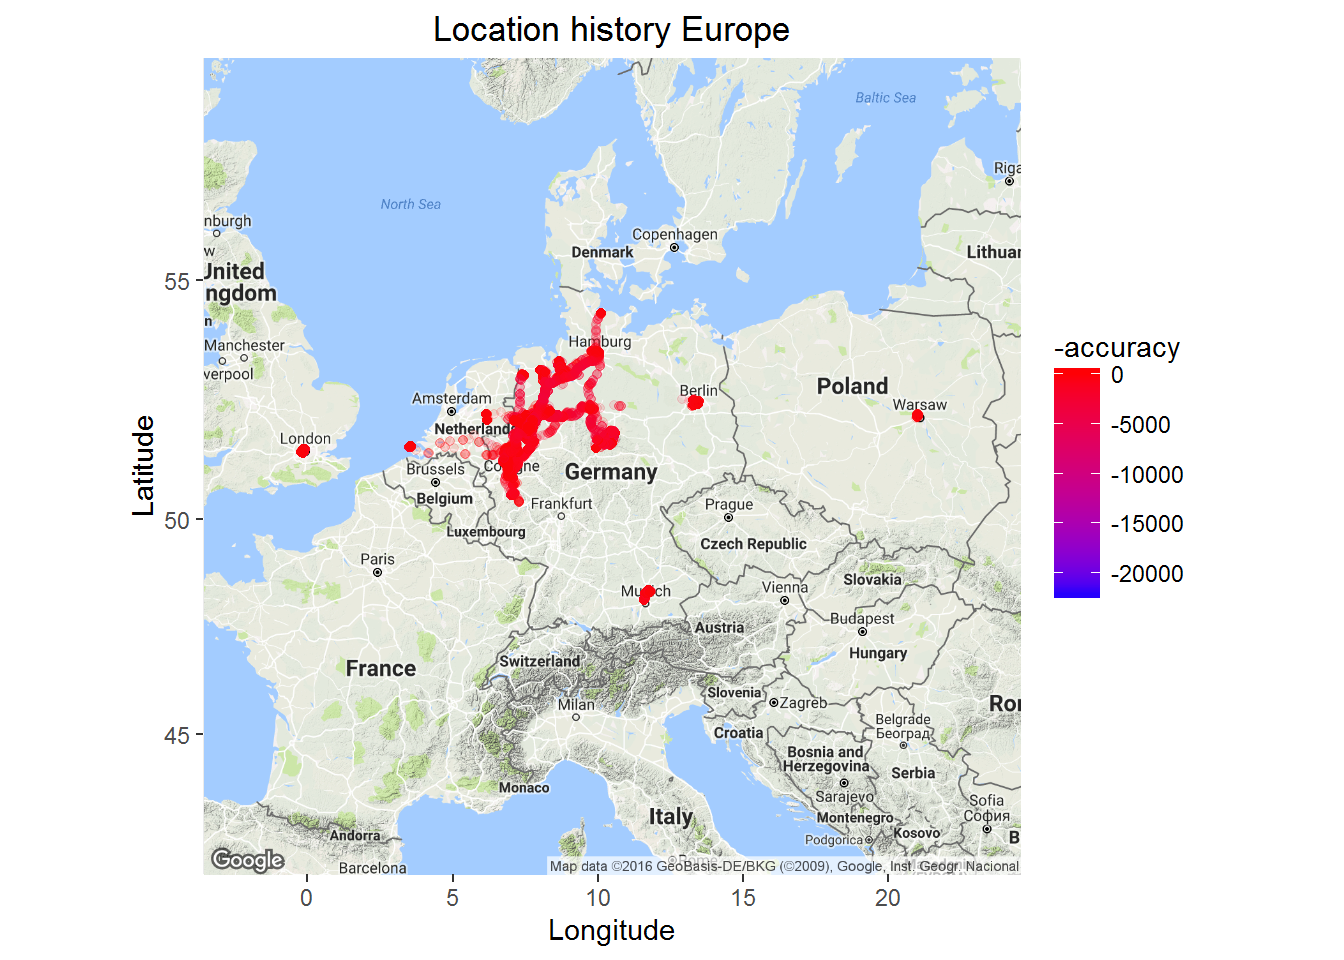 Location history Europe
Baltic Sea
Riga
North Sea
nburgh
Copenhagen
w
Denmark
Lithuan
United
ngdom
55
n
Hamburg
-accuracy
Manchester
0
verpool
Poland
Berlin
Amsterdam
Warsaw
-5000
Netherlands
London
Latitude
Cologne
Brussels
Germany
-10000
Belgium
Prague
Frankfurt
50
-15000
Luxembourg
Czech Republic
Paris
-20000
Slovakia
Munich
Vienna
Budapest
Austria
Hungary
Switzerland
France
Slovenia
Zagreb
Ror
Milan
Belgrade
Београд
45
Croatia
Bosnia and
Herzegovina
Serbia
Monaco
Sarajevo
Sofia
София
Italy
Montenegro
Andorra
Kosovo
B
Podgorica
Google
Barcelona
Map data ©2016 GeoBasis-DE/BKG (©2009), Google, Inst. Geogr. Nacional
0
5
10
15
20
Longitude